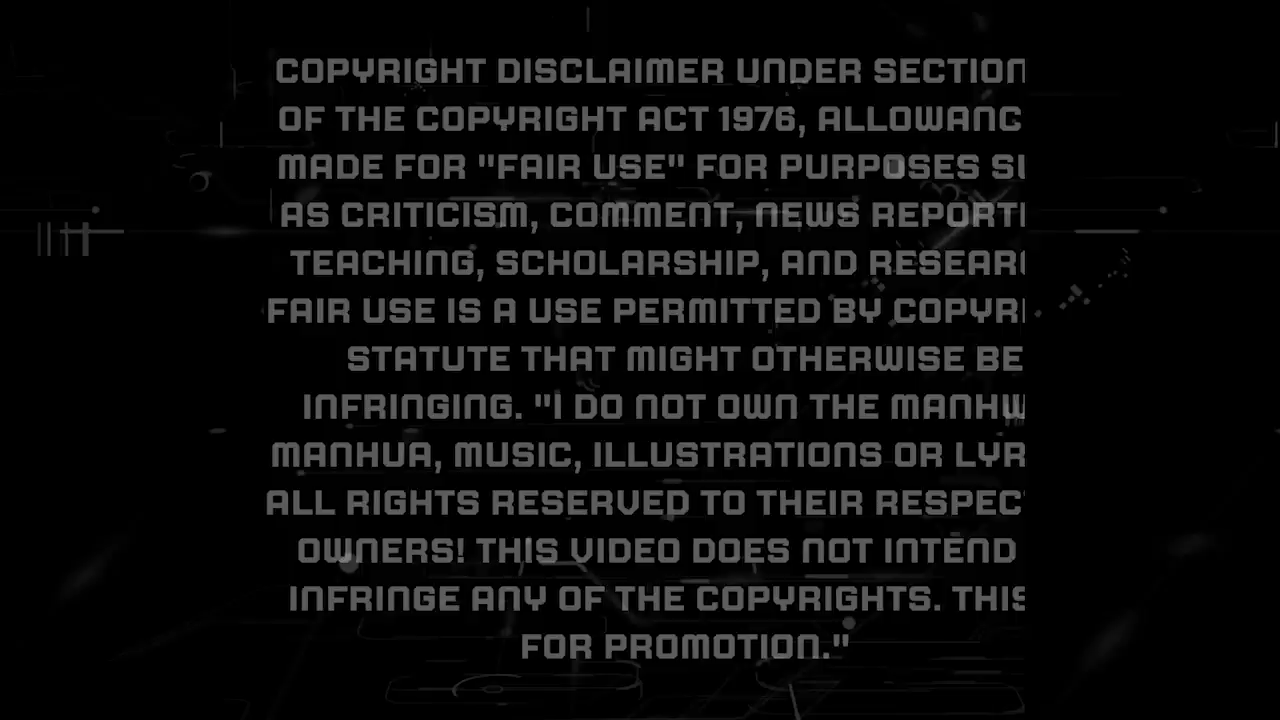 COPYRIGHT DISCLAIMER UNDER SECTION
OF THE COPYRIGHT ACT 1976, ALLOWANC
MADE FOR "FAIR USE" FOR PURPOSES SU
AS CRITICISM, COMMENT, NEWS REPORTI
TEACHING, SCHOLARSHIP, AND RESEARC
FAIR USE IS A USE PERMITTED BY COPYRI
STATUTE THAT MIGHT OTHERWISE BE
INFRINGING. "I DO NOT OWN THE MANHW
MANHUA, MUSIC, ILLUSTRATIONS OR LYR
ALL RIGHTS RESERVED TO THEIR RESPEC
OWNERS! THIS VIDEO DOES NOT INTEND
INFRINGE ANY OF THE COPYRIGHTS. THIS
FOR PROMOTION."